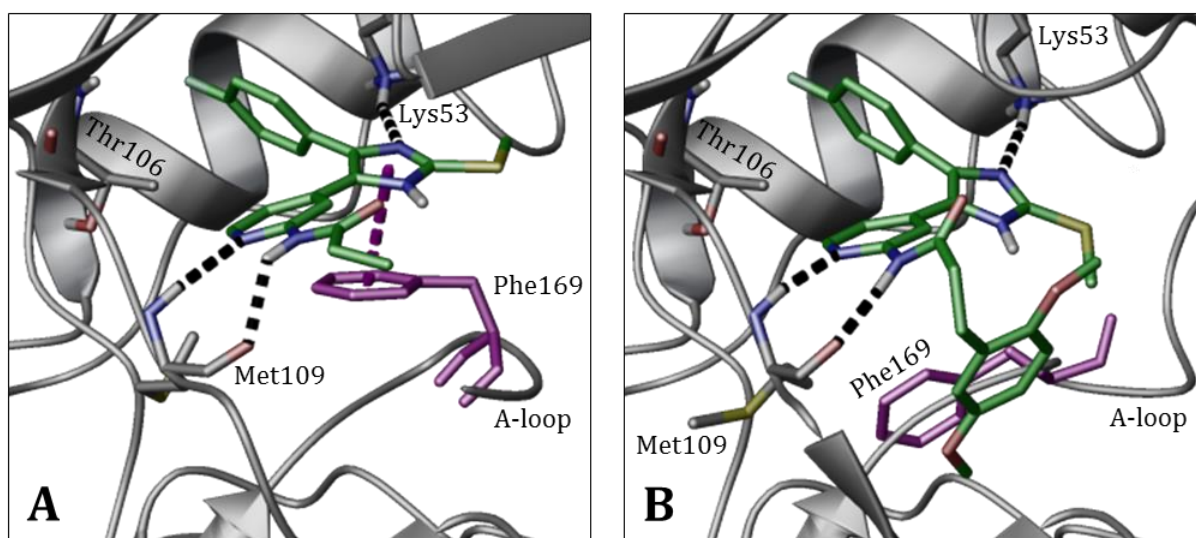 Lys53
Thr106
Phe169
Met109
A-loop
A
Lys53
Thr106
Phe169
A-loop
Met109
B